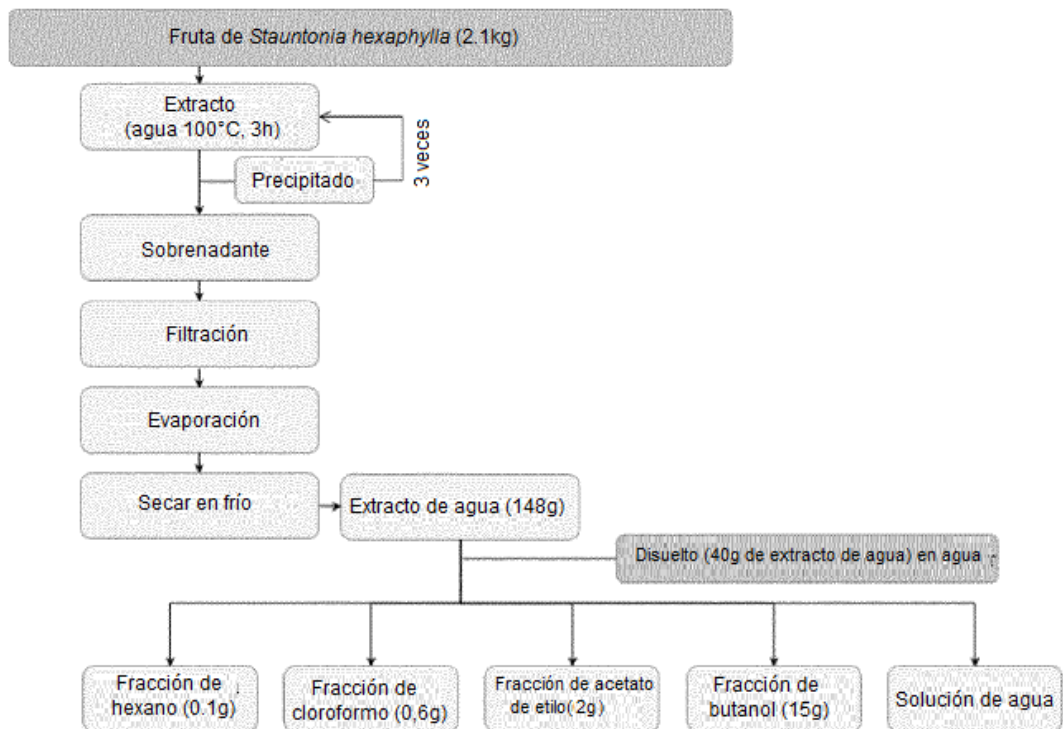 Fruta de Stauntonia hexaphylla (2.1kg)
Extracto
(agua 100°C, 3h)
3 veces
Precipitado
Sobrenadante
Filtración
Evaporación
Secar en frío
Extracto de agua (148g)
Disuelto (40g de extracto de agua) en agua
Fracción de
hexano (0.1g)
Fracción de
cloroformo (0,6g)
Fracción de acetato
de etilo( 2g)
Fracción de
butanol (15g)
Solución de agua